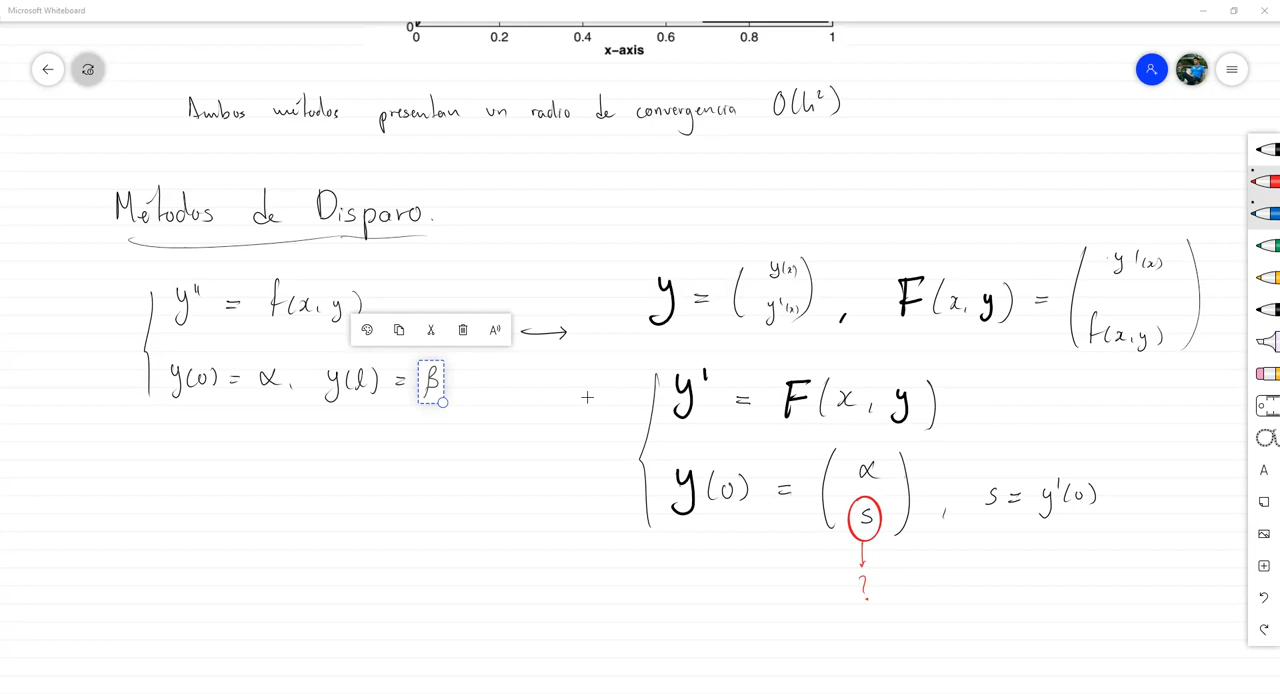 Microsoft Whiteboard
0
0 0.2 0.4 0.6 0.8 1
x-axis
Ambos métodos presentan un radio de convergencia O(h²)
Métodos de Disparo.
y'' = f(x, y)
y(0) = α, y(l) = β
y = ( y(x) y'(x) ) , F(x, y) = ( y'(x) f(x, y) )
y' = F(x, y)
y(0) = ( α s ) , s = y'(0)
?